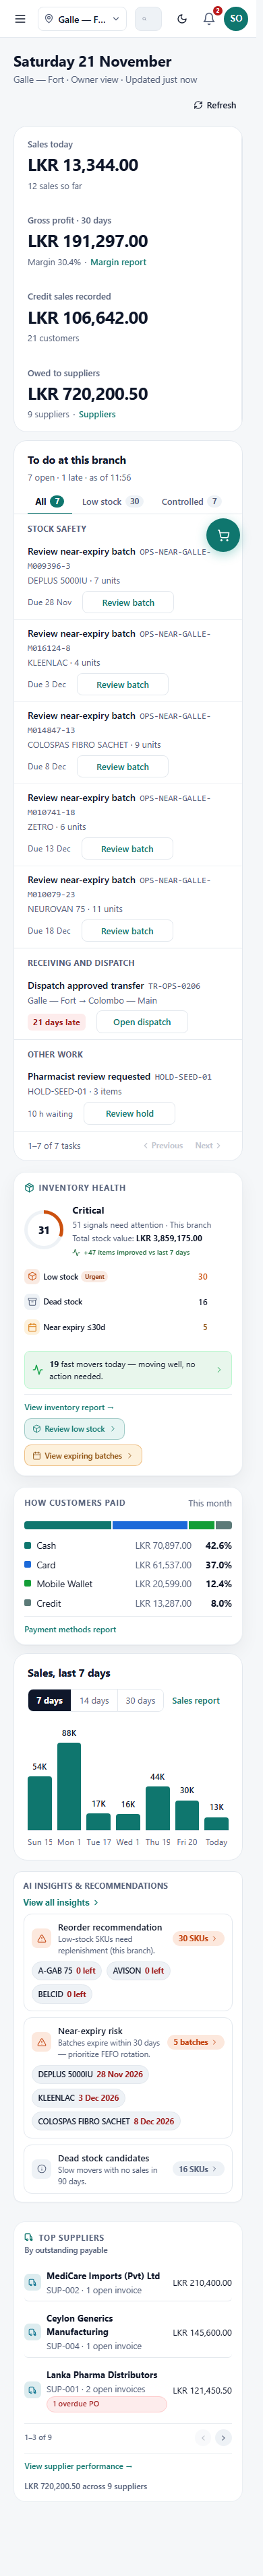 Galle — F...
2
SO
Saturday 21 November
Galle — Fort · Owner view · Updated just now
Refresh
Sales today
LKR 13,344.00
12 sales so far
Gross profit · 30 days
LKR 191,297.00
Margin 30.4% · Margin report
Credit sales recorded
LKR 106,642.00
21 customers
Owed to suppliers
LKR 720,200.50
9 suppliers · Suppliers
To do at this branch
7 open · 1 late · as of 11:56
All 7 Low stock 30 Controlled 7
STOCK SAFETY
Review near-expiry batch OPS-NEAR-GALLE-
M009396-3
DEPLUS 5000IU · 7 units
Due 28 Nov Review batch
Review near-expiry batch OPS-NEAR-GALLE-
M016124-8
KLEENLAC · 4 units
Due 3 Dec Review batch
Review near-expiry batch OPS-NEAR-GALLE-
M014847-13
COLOSPAS FIBRO SACHET · 9 units
Due 8 Dec Review batch
Review near-expiry batch OPS-NEAR-GALLE-
M010741-18
ZETRO · 6 units
Due 13 Dec Review batch
Review near-expiry batch OPS-NEAR-GALLE-
M010079-23
NEUROVAN 75 · 11 units
Due 18 Dec Review batch
RECEIVING AND DISPATCH
Dispatch approved transfer TR-OPS-0206
Galle — Fort → Colombo — Main
21 days late Open dispatch
OTHER WORK
Pharmacist review requested HOLD-SEED-01
HOLD-SEED-01 · 3 items
10 h waiting Review hold
1–7 of 7 tasks Previous Next
INVENTORY HEALTH
31
Critical
51 signals need attention · This branch
Total stock value: LKR 3,859,175.00
+47 items improved vs last 7 days
Low stock Urgent 30
Dead stock 16
Near expiry ≤30d 5
19 fast movers today — moving well, no
action needed.
View inventory report →
Review low stock
View expiring batches
HOW CUSTOMERS PAID This month
Cash LKR 70,897.00 42.6%
Card LKR 61,537.00 37.0%
Mobile Wallet LKR 20,599.00 12.4%
Credit LKR 13,287.00 8.0%
Payment methods report
Sales, last 7 days
7 days 14 days 30 days Sales report
54K 88K 17K 16K 44K 30K 13K
Sun 15 Mon 1 Tue 17 Wed 1 Thu 19 Fri 20 Today
AI INSIGHTS & RECOMMENDATIONS
View all insights
Reorder recommendation
Low-stock SKUs need
replenishment (this branch).
30 SKUs
A-GAB 75 0 left AVISON 0 left
BELCID 0 left
Near-expiry risk
Batches expire within 30 days
— prioritize FEFO rotation.
5 batches
DEPLUS 5000IU 28 Nov 2026
KLEENLAC 3 Dec 2026
COLOSPAS FIBRO SACHET 8 Dec 2026
Dead stock candidates
Slow movers with no sales in
90 days.
16 SKUs
TOP SUPPLIERS
By outstanding payable
MediCare Imports (Pvt) Ltd
SUP-002 · 1 open invoice
LKR 210,400.00
Ceylon Generics
Manufacturing
SUP-004 · 1 open invoice
LKR 145,600.00
Lanka Pharma Distributors
SUP-001 · 2 open invoices
1 overdue PO
LKR 121,450.50
1–3 of 9
View supplier performance →
LKR 720,200.50 across 9 suppliers